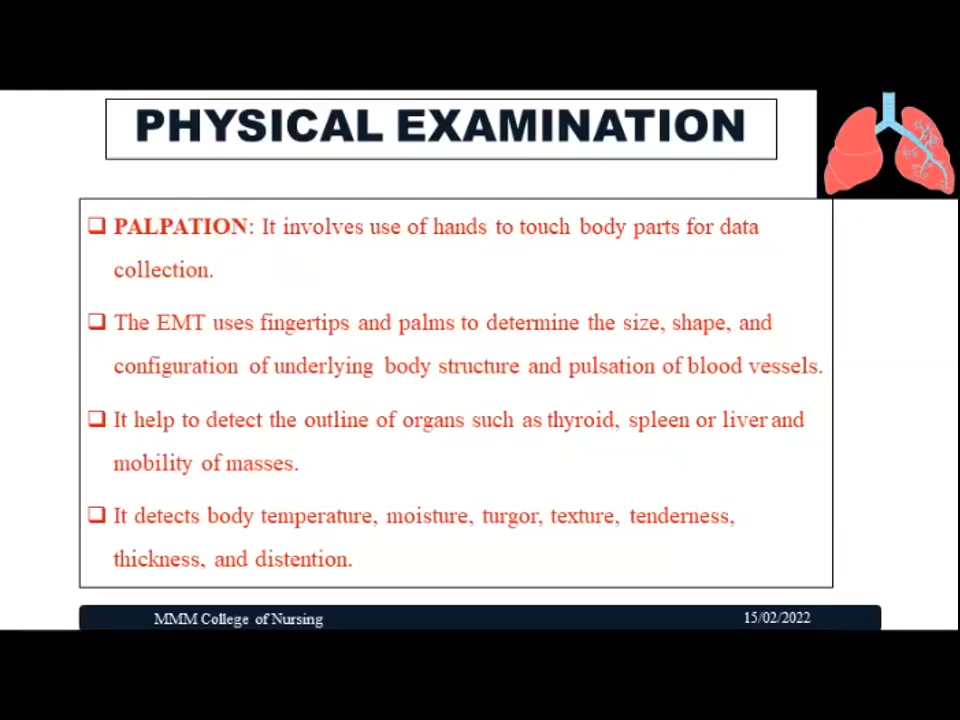 PHYSICAL EXAMINATION
PALPATION: It involves use of hands to touch body parts for data
collection.
The EMT uses fingertips and palms to determine the size, shape, and
configuration of underlying body structure and pulsation of blood vessels.
It help to detect the outline of organs such as thyroid, spleen or liver and
mobility of masses.
It detects body temperature, moisture, turgor, texture, tenderness,
thickness, and distention.
MMM College of Nursing
15/02/2022